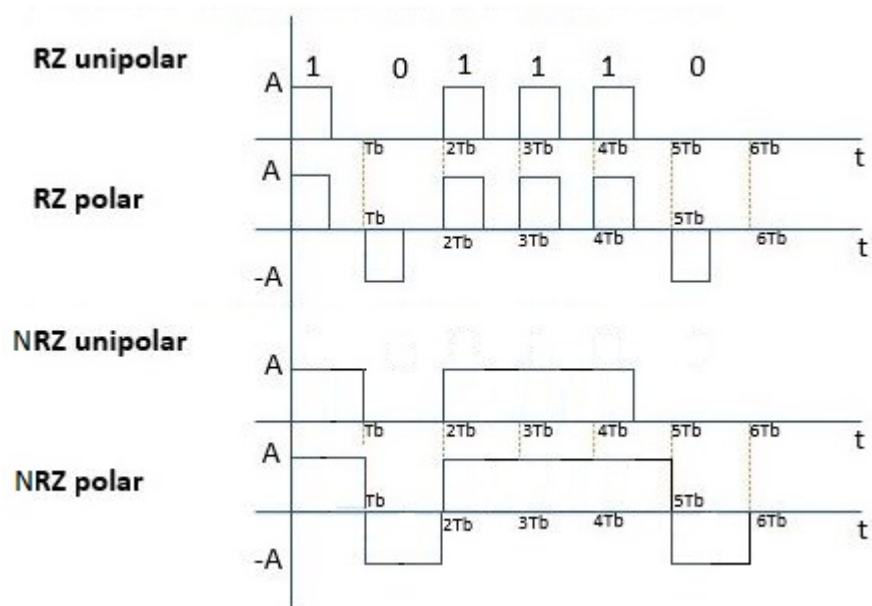 RZ unipolar
1 0 1 1 1 0
A
Tb 2Tb 3Tb 4Tb 5Tb 6Tb t
A
RZ polar
Tb 5Tb
2Tb 3Tb 4Tb 6Tb t
-A
NRZ unipolar
A
Tb 2Tb 3Tb 4Tb 5Tb 6Tb t
A
NRZ polar
Tb 5Tb
2Tb 3Tb 4Tb 6Tb t
-A